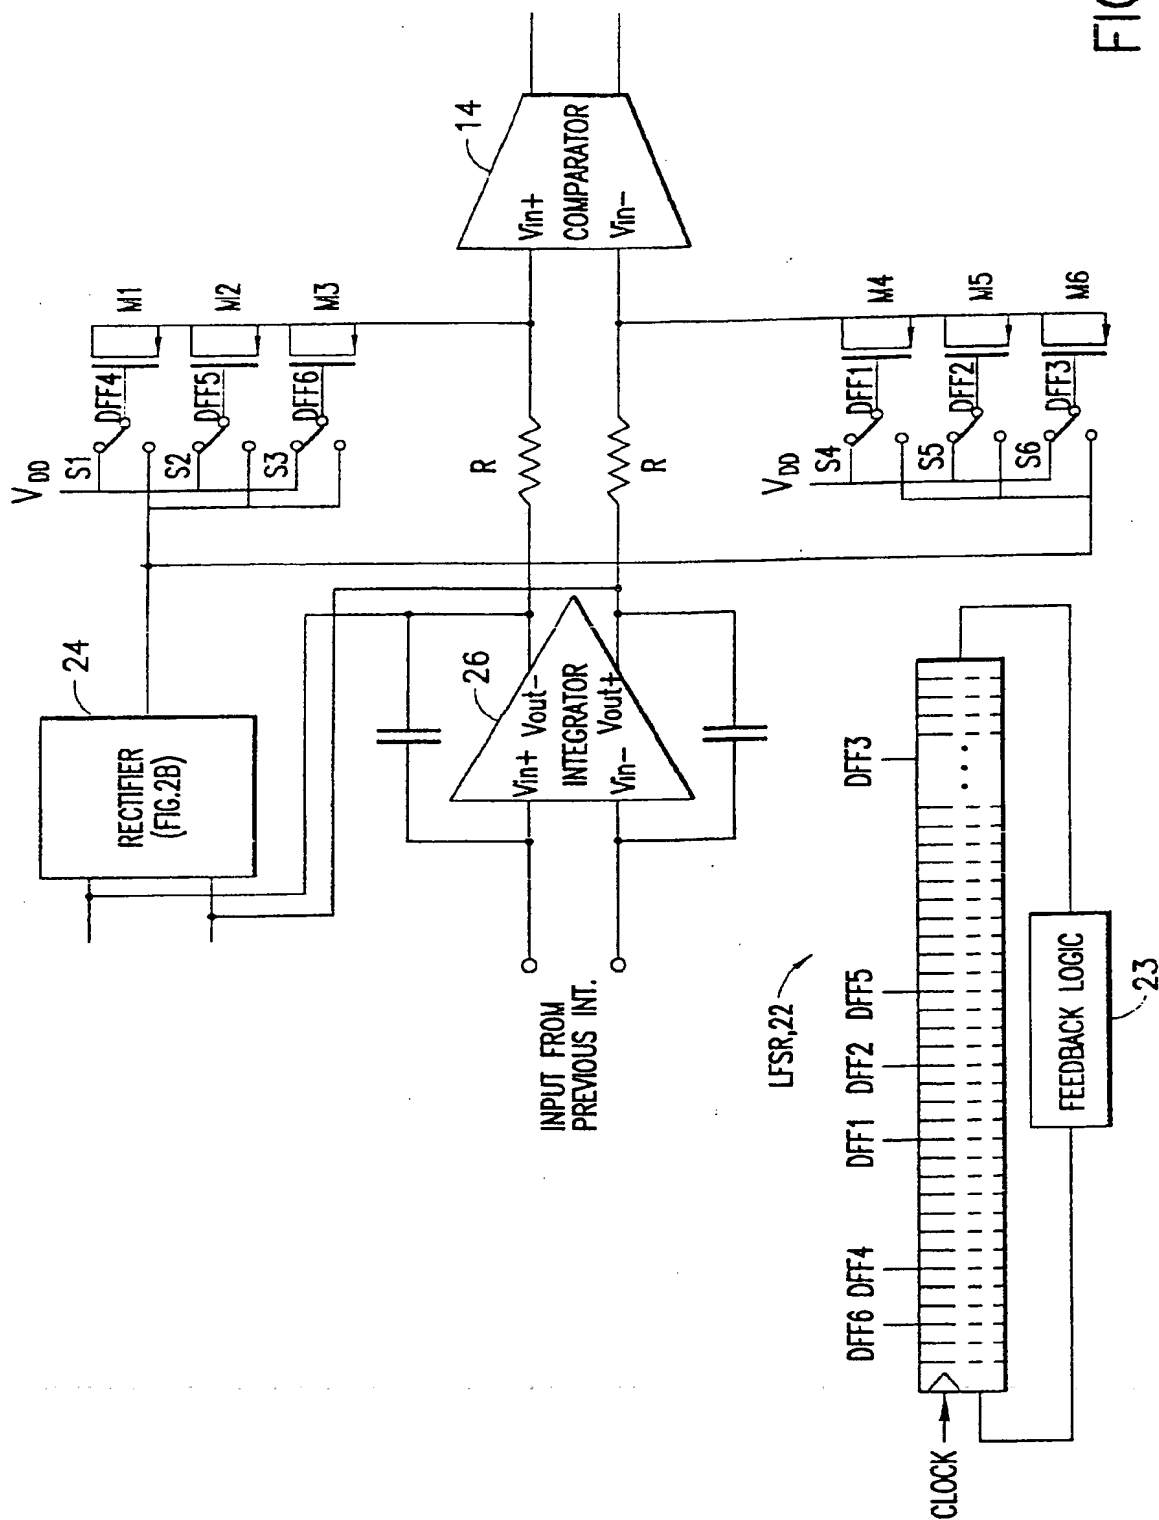 FIG
14
Vin+
COMPARATOR
Vin-
VDD
S1
DFF4
M1
S2
DFF5
M2
S3
DFF6
M3
R
R
VDD
S4
DFF1
M4
S5
DFF2
M5
S6
DFF3
M6
24
RECTIFIER
(FIG.2B)
26
Vin+
Vout-
INTEGRATOR
Vin-
Vout+
INPUT FROM
PREVIOUS INT.
LFSR,22
DFF6
DFF4
DFF1
DFF2
DFF5
DFF3
CLOCK
FEEDBACK LOGIC
23